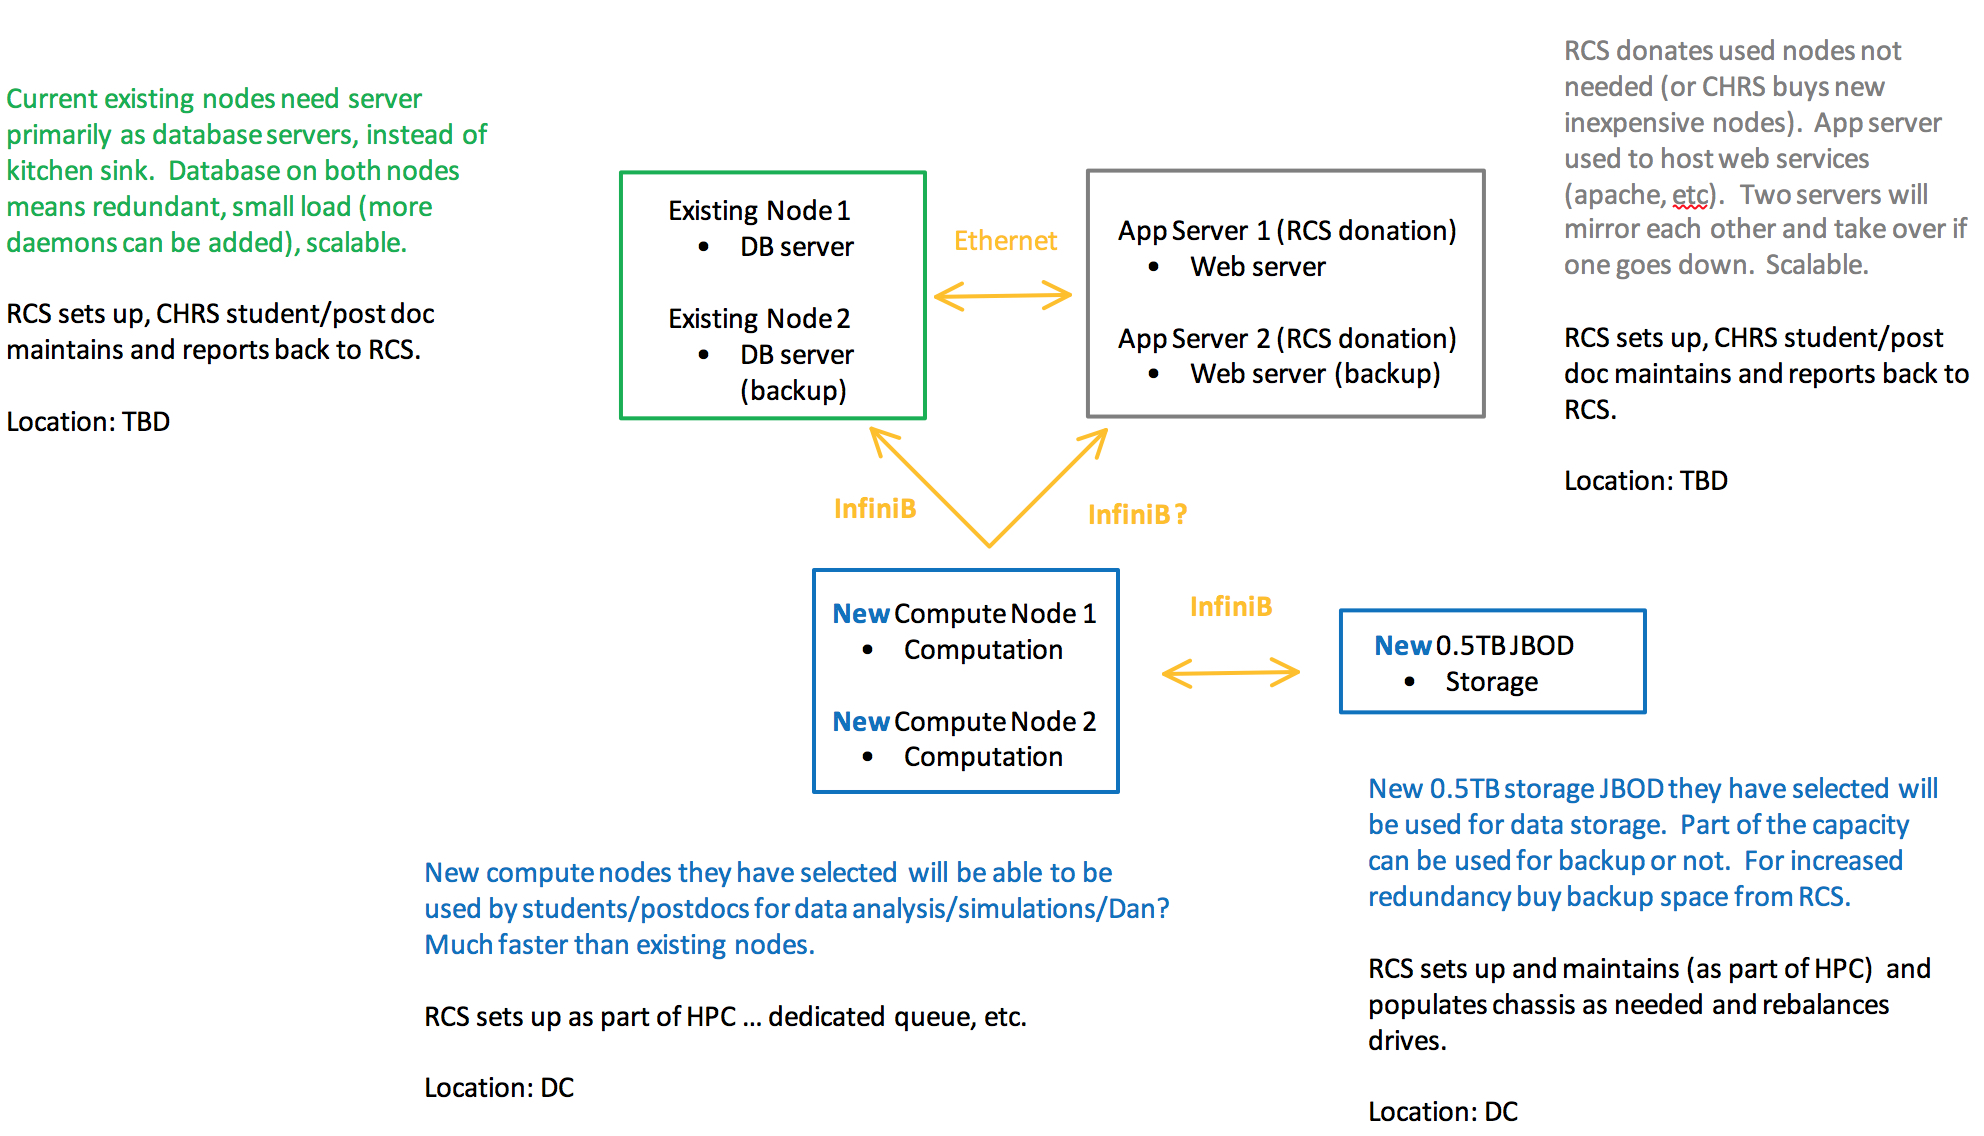 Current existing nodes need server
primarily as database servers, instead of
kitchen sink.  Database on both nodes
means redundant, small load (more
daemons can be added), scalable.
RCS sets up, CHRS student/post doc
maintains and reports back to RCS.
Location: TBD
Existing Node 1
• DB server
Existing Node 2
• DB server
(backup)
Ethernet
App Server 1 (RCS donation)
• Web server
App Server 2 (RCS donation)
• Web server (backup)
RCS donates used nodes not
needed (or CHRS buys new
inexpensive nodes).  App server
used to host web services
(apache, etc).  Two servers will
mirror each other and take over if
one goes down.  Scalable.
RCS sets up, CHRS student/post
doc maintains and reports back to
RCS.
Location: TBD
InfiniB
InfiniB?
New Compute Node 1
• Computation
New Compute Node 2
• Computation
InfiniB
New 0.5TB JBOD
• Storage
New compute nodes they have selected will be able to be
used by students/postdocs for data analysis/simulations/Dan?
Much faster than existing nodes.
RCS sets up as part of HPC ... dedicated queue, etc.
Location: DC
New 0.5TB storage JBOD they have selected will
be used for data storage.  Part of the capacity
can be used for backup or not.  For increased
redundancy buy backup space from RCS.
RCS sets up and maintains (as part of HPC)  and
populates chassis as needed and rebalances
drives.
Location: DC